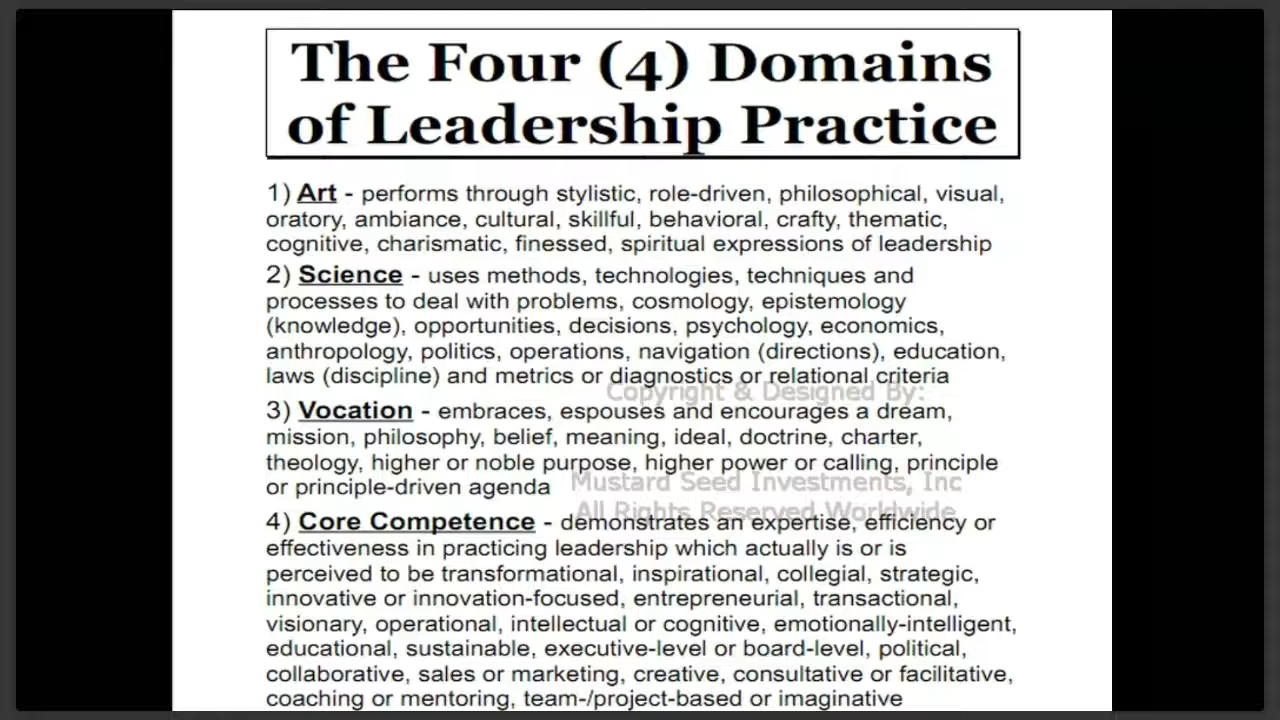 The Four (4) Domains
of Leadership Practice
1) Art - performs through stylistic, role-driven, philosophical, visual,
oratory, ambiance, cultural, skillful, behavioral, crafty, thematic,
cognitive, charismatic, finessed, spiritual expressions of leadership
2) Science - uses methods, technologies, techniques and
processes to deal with problems, cosmology, epistemology
(knowledge), opportunities, decisions, psychology, economics,
anthropology, politics, operations, navigation (directions), education,
laws (discipline) and metrics or diagnostics or relational criteria
Copyright & Designed By:
3) Vocation - embraces, espouses and encourages a dream,
mission, philosophy, belief, meaning, ideal, doctrine, charter,
theology, higher or noble purpose, higher power or calling, principle
or principle-driven agenda
Mustard Seed Investments, Inc
All Rights Reserved Worldwide
4) Core Competence - demonstrates an expertise, efficiency or
effectiveness in practicing leadership which actually is or is
perceived to be transformational, inspirational, collegial, strategic,
innovative or innovation-focused, entrepreneurial, transactional,
visionary, operational, intellectual or cognitive, emotionally-intelligent,
educational, sustainable, executive-level or board-level, political,
collaborative, sales or marketing, creative, consultative or facilitative,
coaching or mentoring, team-/project-based or imaginative